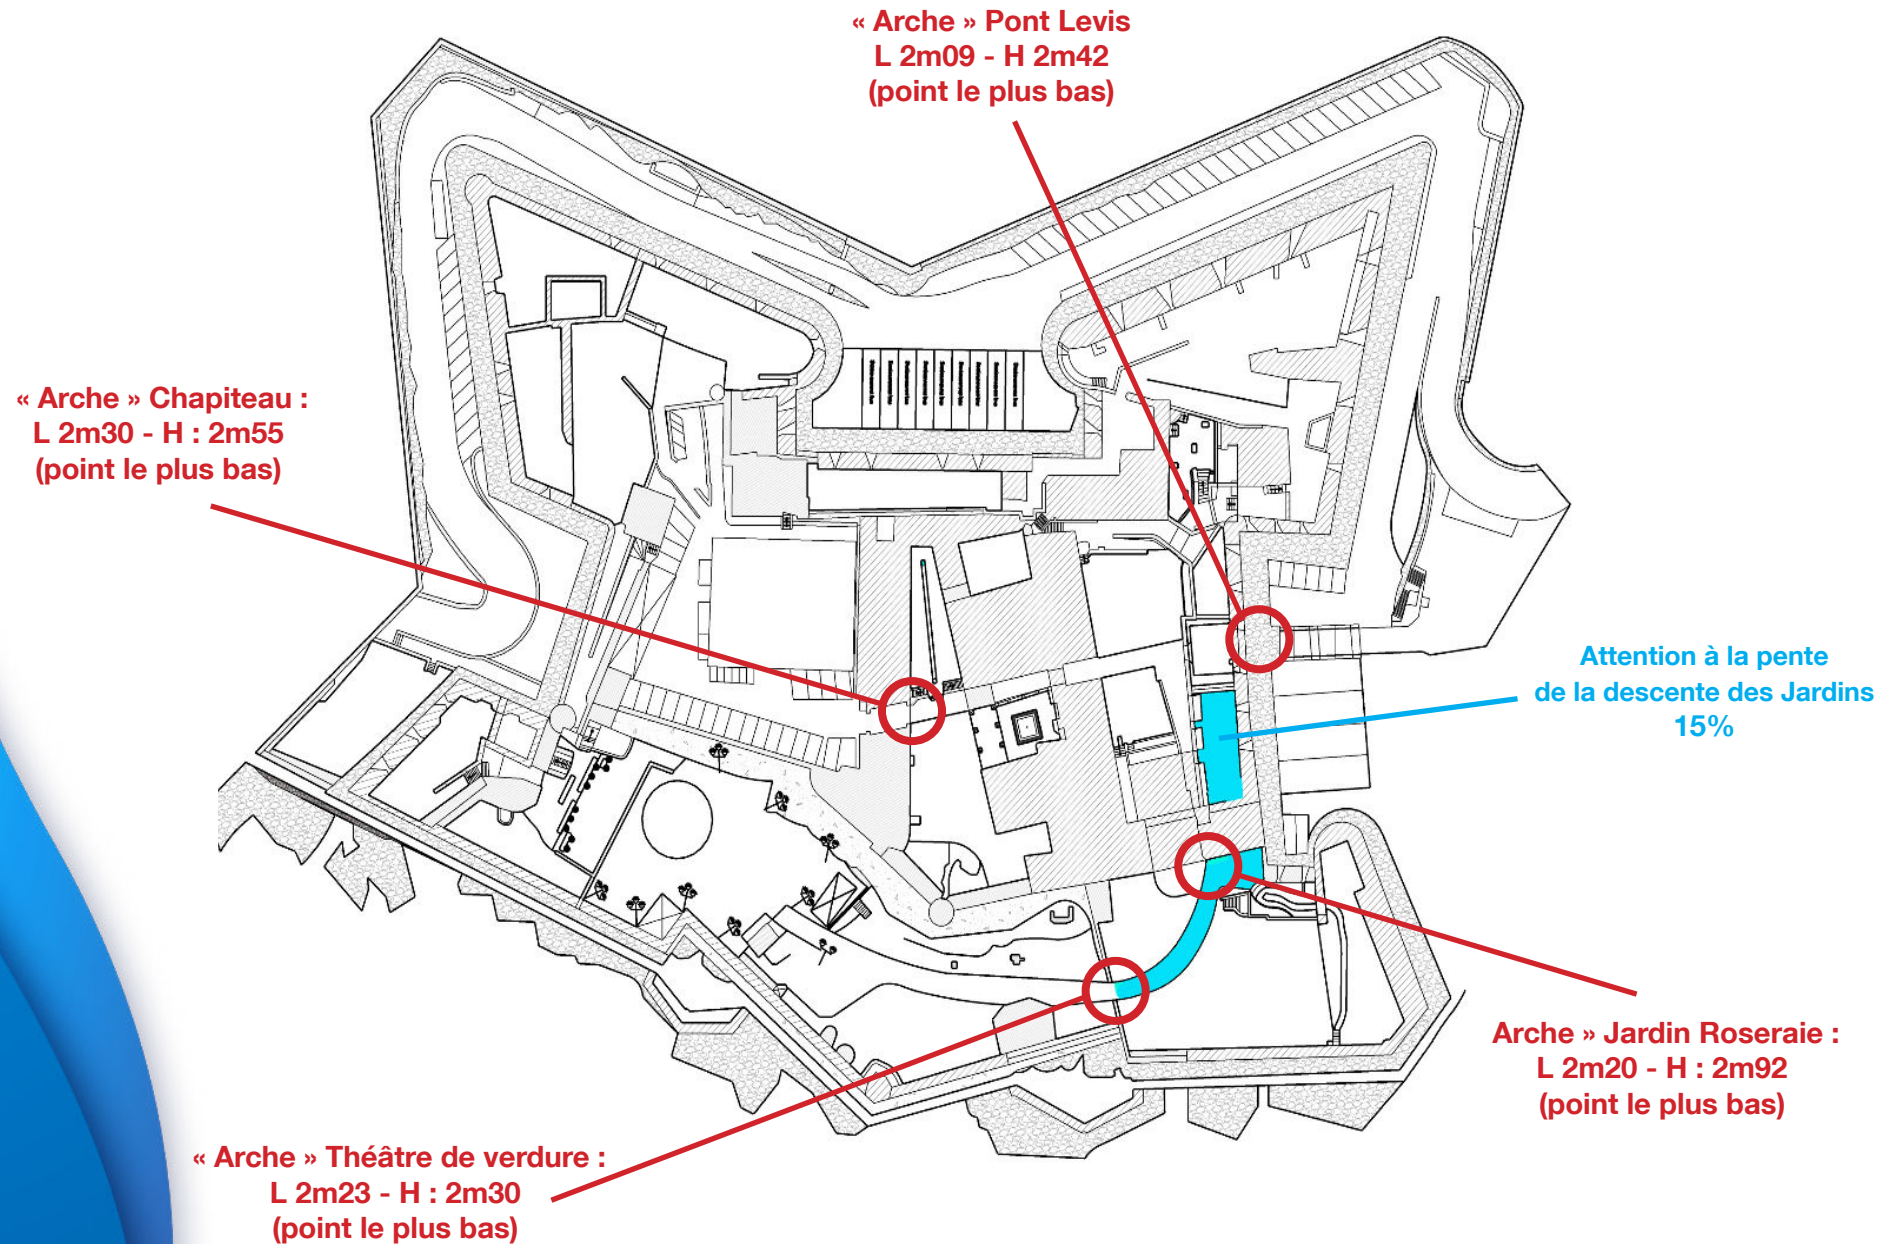 « Arche » Pont Levis
L 2m09 - H 2m42
(point le plus bas)
« Arche » Chapiteau :
L 2m30 - H : 2m55
(point le plus bas)
Attention à la pente
de la descente des Jardins
15%
Arche » Jardin Roseraie :
L 2m20 - H : 2m92
(point le plus bas)
« Arche » Théâtre de verdure :
L 2m23 - H : 2m30
(point le plus bas)